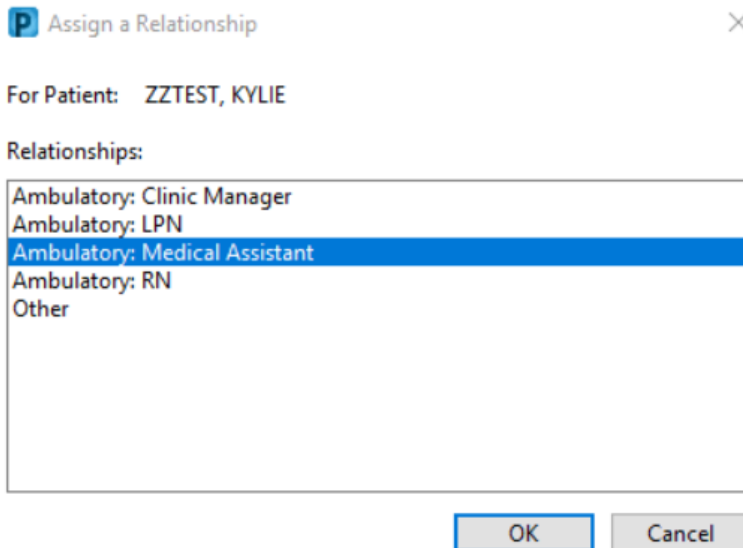 P Assign a Relationship
For Patient: ZZTEST, KYLIE
Relationships:
Ambulatory: Clinic Manager
Ambulatory: LPN
Ambulatory: Medical Assistant
Ambulatory: RN
Other
OK Cancel